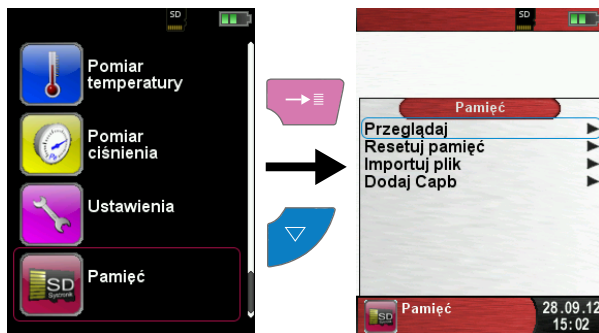 SD
Pomiar
temperatury
Pomiar
ciśnienia
Ustawienia
SD
Systronik
Pamięć
SD
Pamięć
Przeglądaj
Resetuj pamięć
Importuj plik
Dodaj Capb
SD
Pamięć
28.09.12
15:02